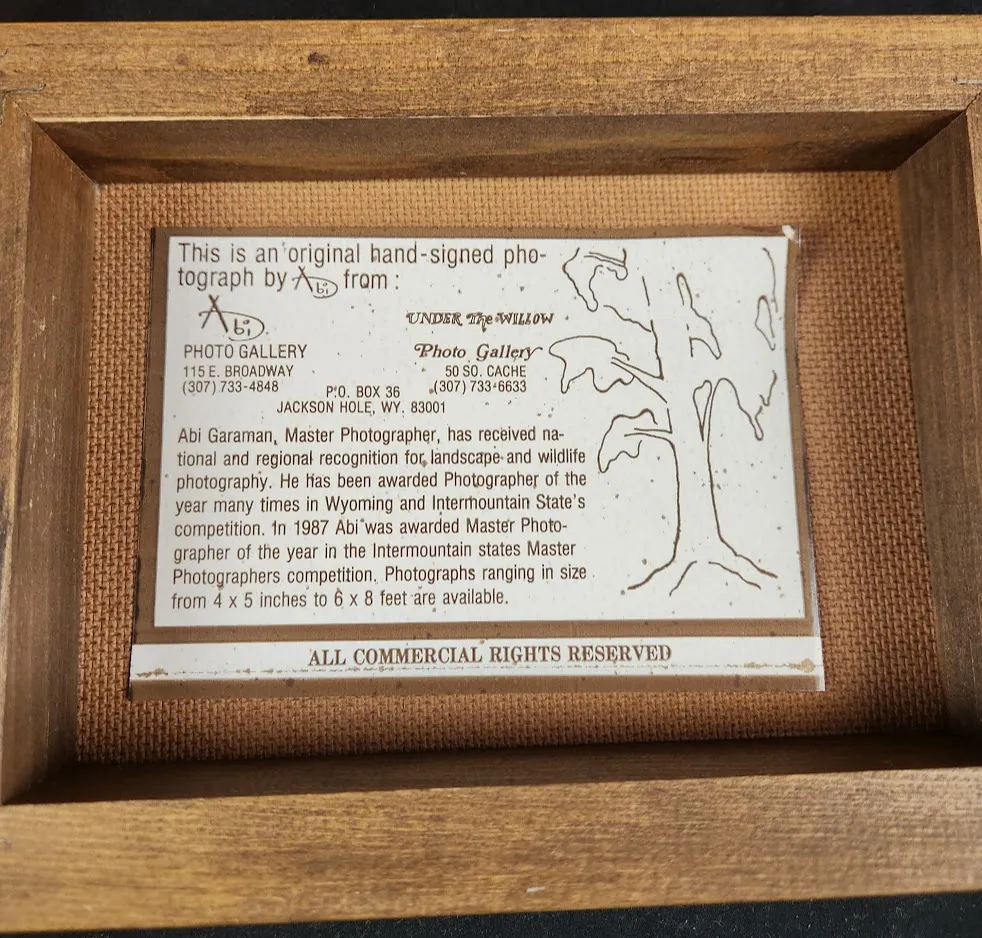 This is an original hand-signed pho-
tograph by Abi from :
Abi
UNDER The WILLOW
PHOTO GALLERY
Photo Gallery
115 E. BROADWAY
50 SO. CACHE
(307) 733-4848
(307) 733-6633
P.O. BOX 36
JACKSON HOLE, WY. 83001
Abi Garaman, Master Photographer, has received na-
tional and regional recognition for landscape and wildlife
photography. He has been awarded Photographer of the
year many times in Wyoming and Intermountain State's
competition. In 1987 Abi was awarded Master Photo-
grapher of the year in the Intermountain states Master
Photographers competition. Photographs ranging in size
from 4 x 5 inches to 6 x 8 feet are available.
ALL COMMERCIAL RIGHTS RESERVED